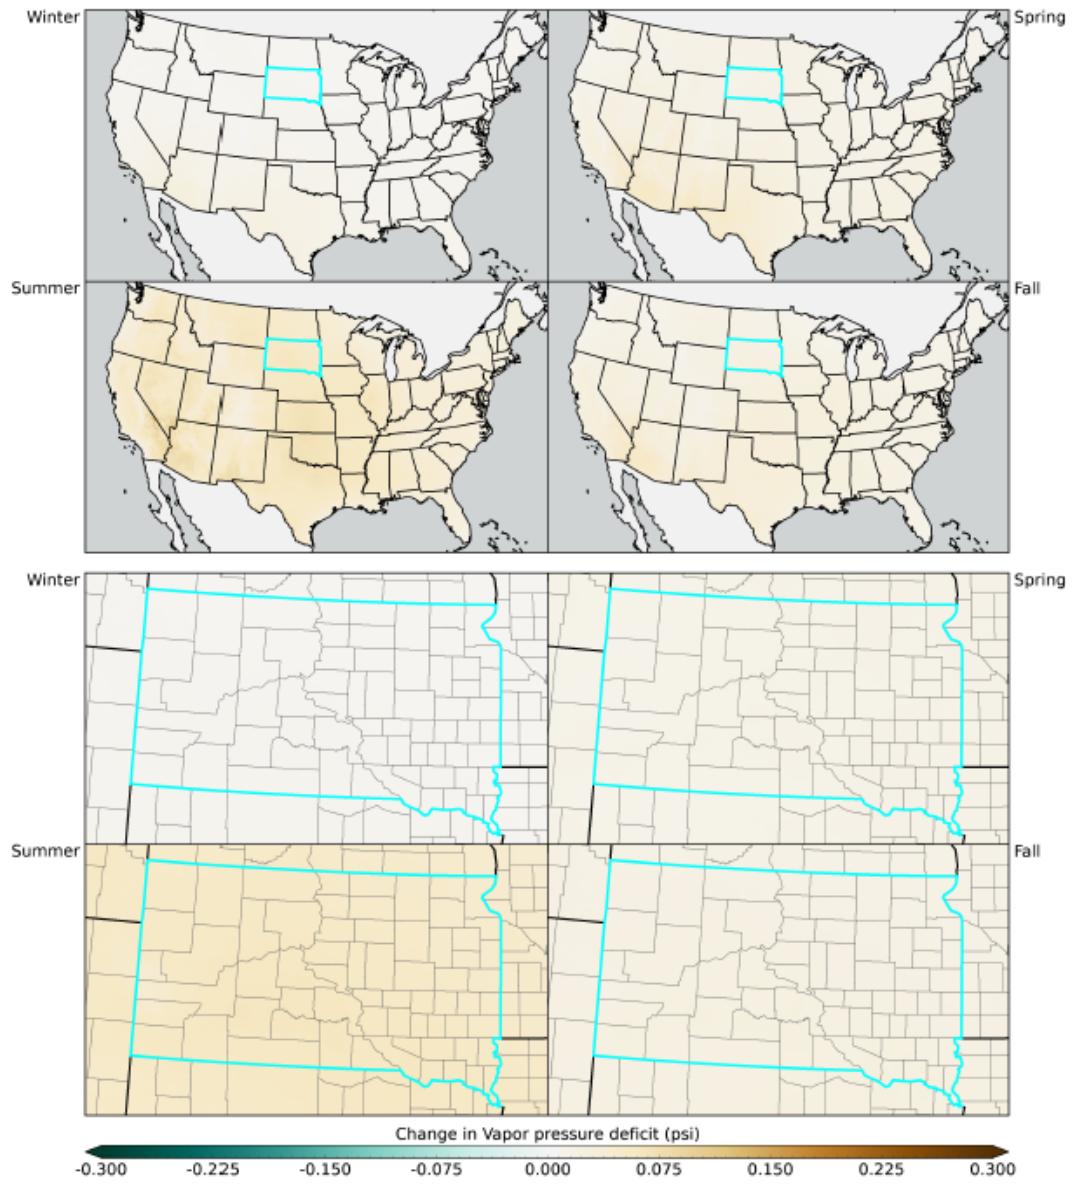 Winter
Spring
Summer
Fall
Winter
Spring
Summer
Fall
Change in Vapor pressure deficit (psi)
-0.300 -0.225 -0.150 -0.075 0.000 0.075 0.150 0.225 0.300